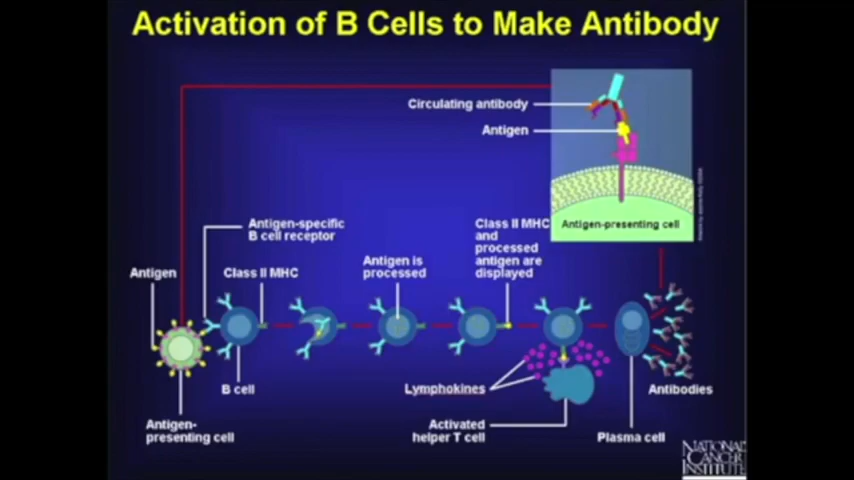 Activation of B Cells to Make Antibody
Circulating antibody
Antigen
Antigen-presenting cell
Antigen-specific
B cell receptor
Class II MHC
and
processed
antigen are
displayed
Antigen is
processed
Antigen
Class II MHC
B cell
Lymphokines
Antibodies
Antigen-
presenting cell
Activated
helper T cell
Plasma cell
NATIONAL
CANCER
INSTITUTE